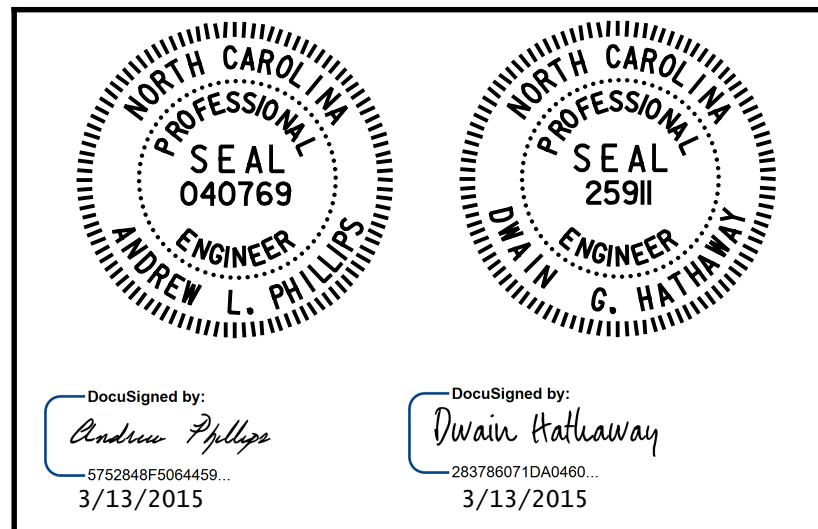 NORTH CAROLINA
PROFESSIONAL
SEAL
040769
ENGINEER
ANDREW L. PHILLIPS
NORTH CAROLINA
PROFESSIONAL
SEAL
25911
ENGINEER
DWAIN G. HATHAWAY
DocuSigned by:
Andrew Phillips
5752848F5064459...
3/13/2015
DocuSigned by:
Dwain Hathaway
283786071DA0460...
3/13/2015